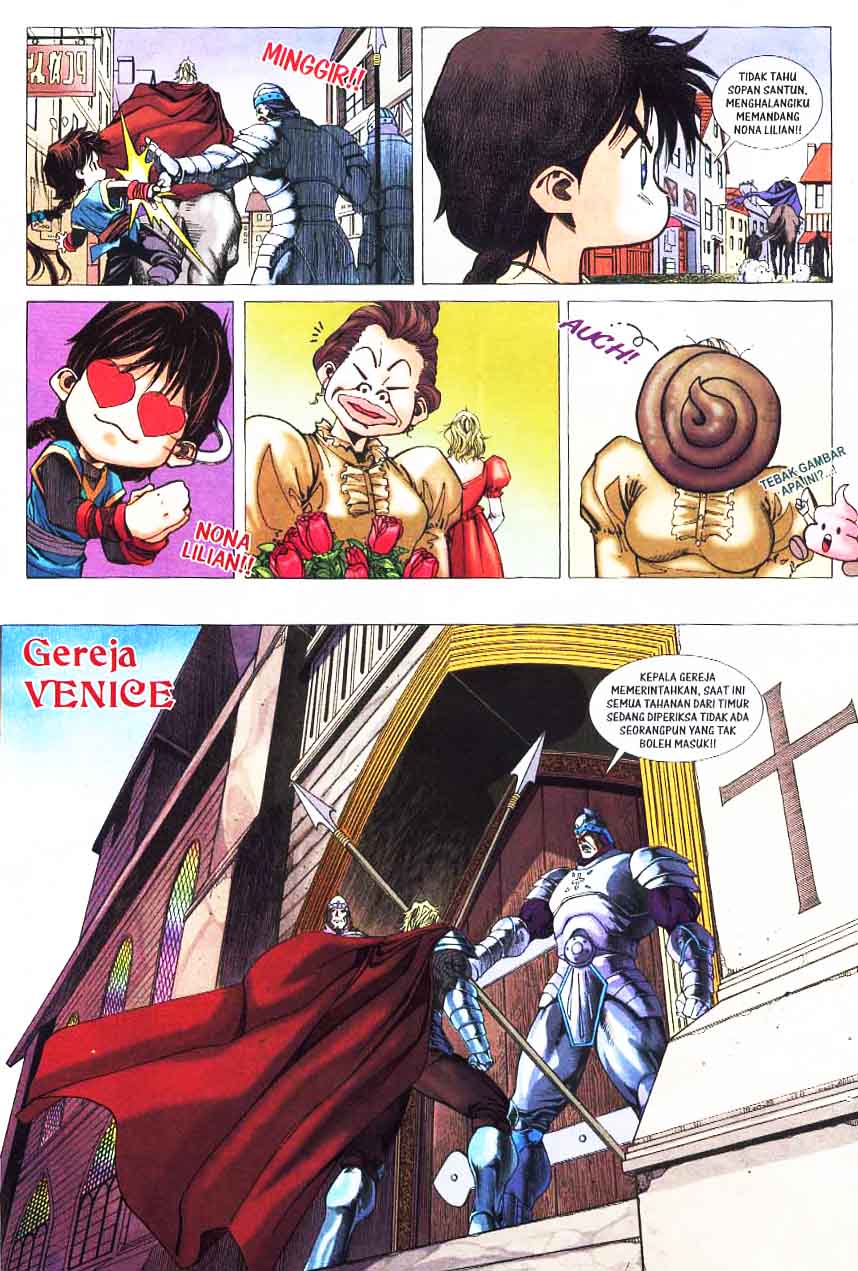 MINGGIR!!
TIDAK TAHU
SOPAN SANTUN.
MENGHALANGIKU
MEMANDANG
NONA LILIAN!!
NONA
LILIAN!!
AUCH!
TEBAK GAMBAR
APA INI?...!
Gereja
VENICE
KEPALA GEREJA
MEMERINTAHKAN, SAAT INI
SEMUA TAHANAN DARI TIMUR
SEDANG DIPERIKSA TIDAK ADA
SEORANGPUN YANG TAK
BOLEH MASUK!!